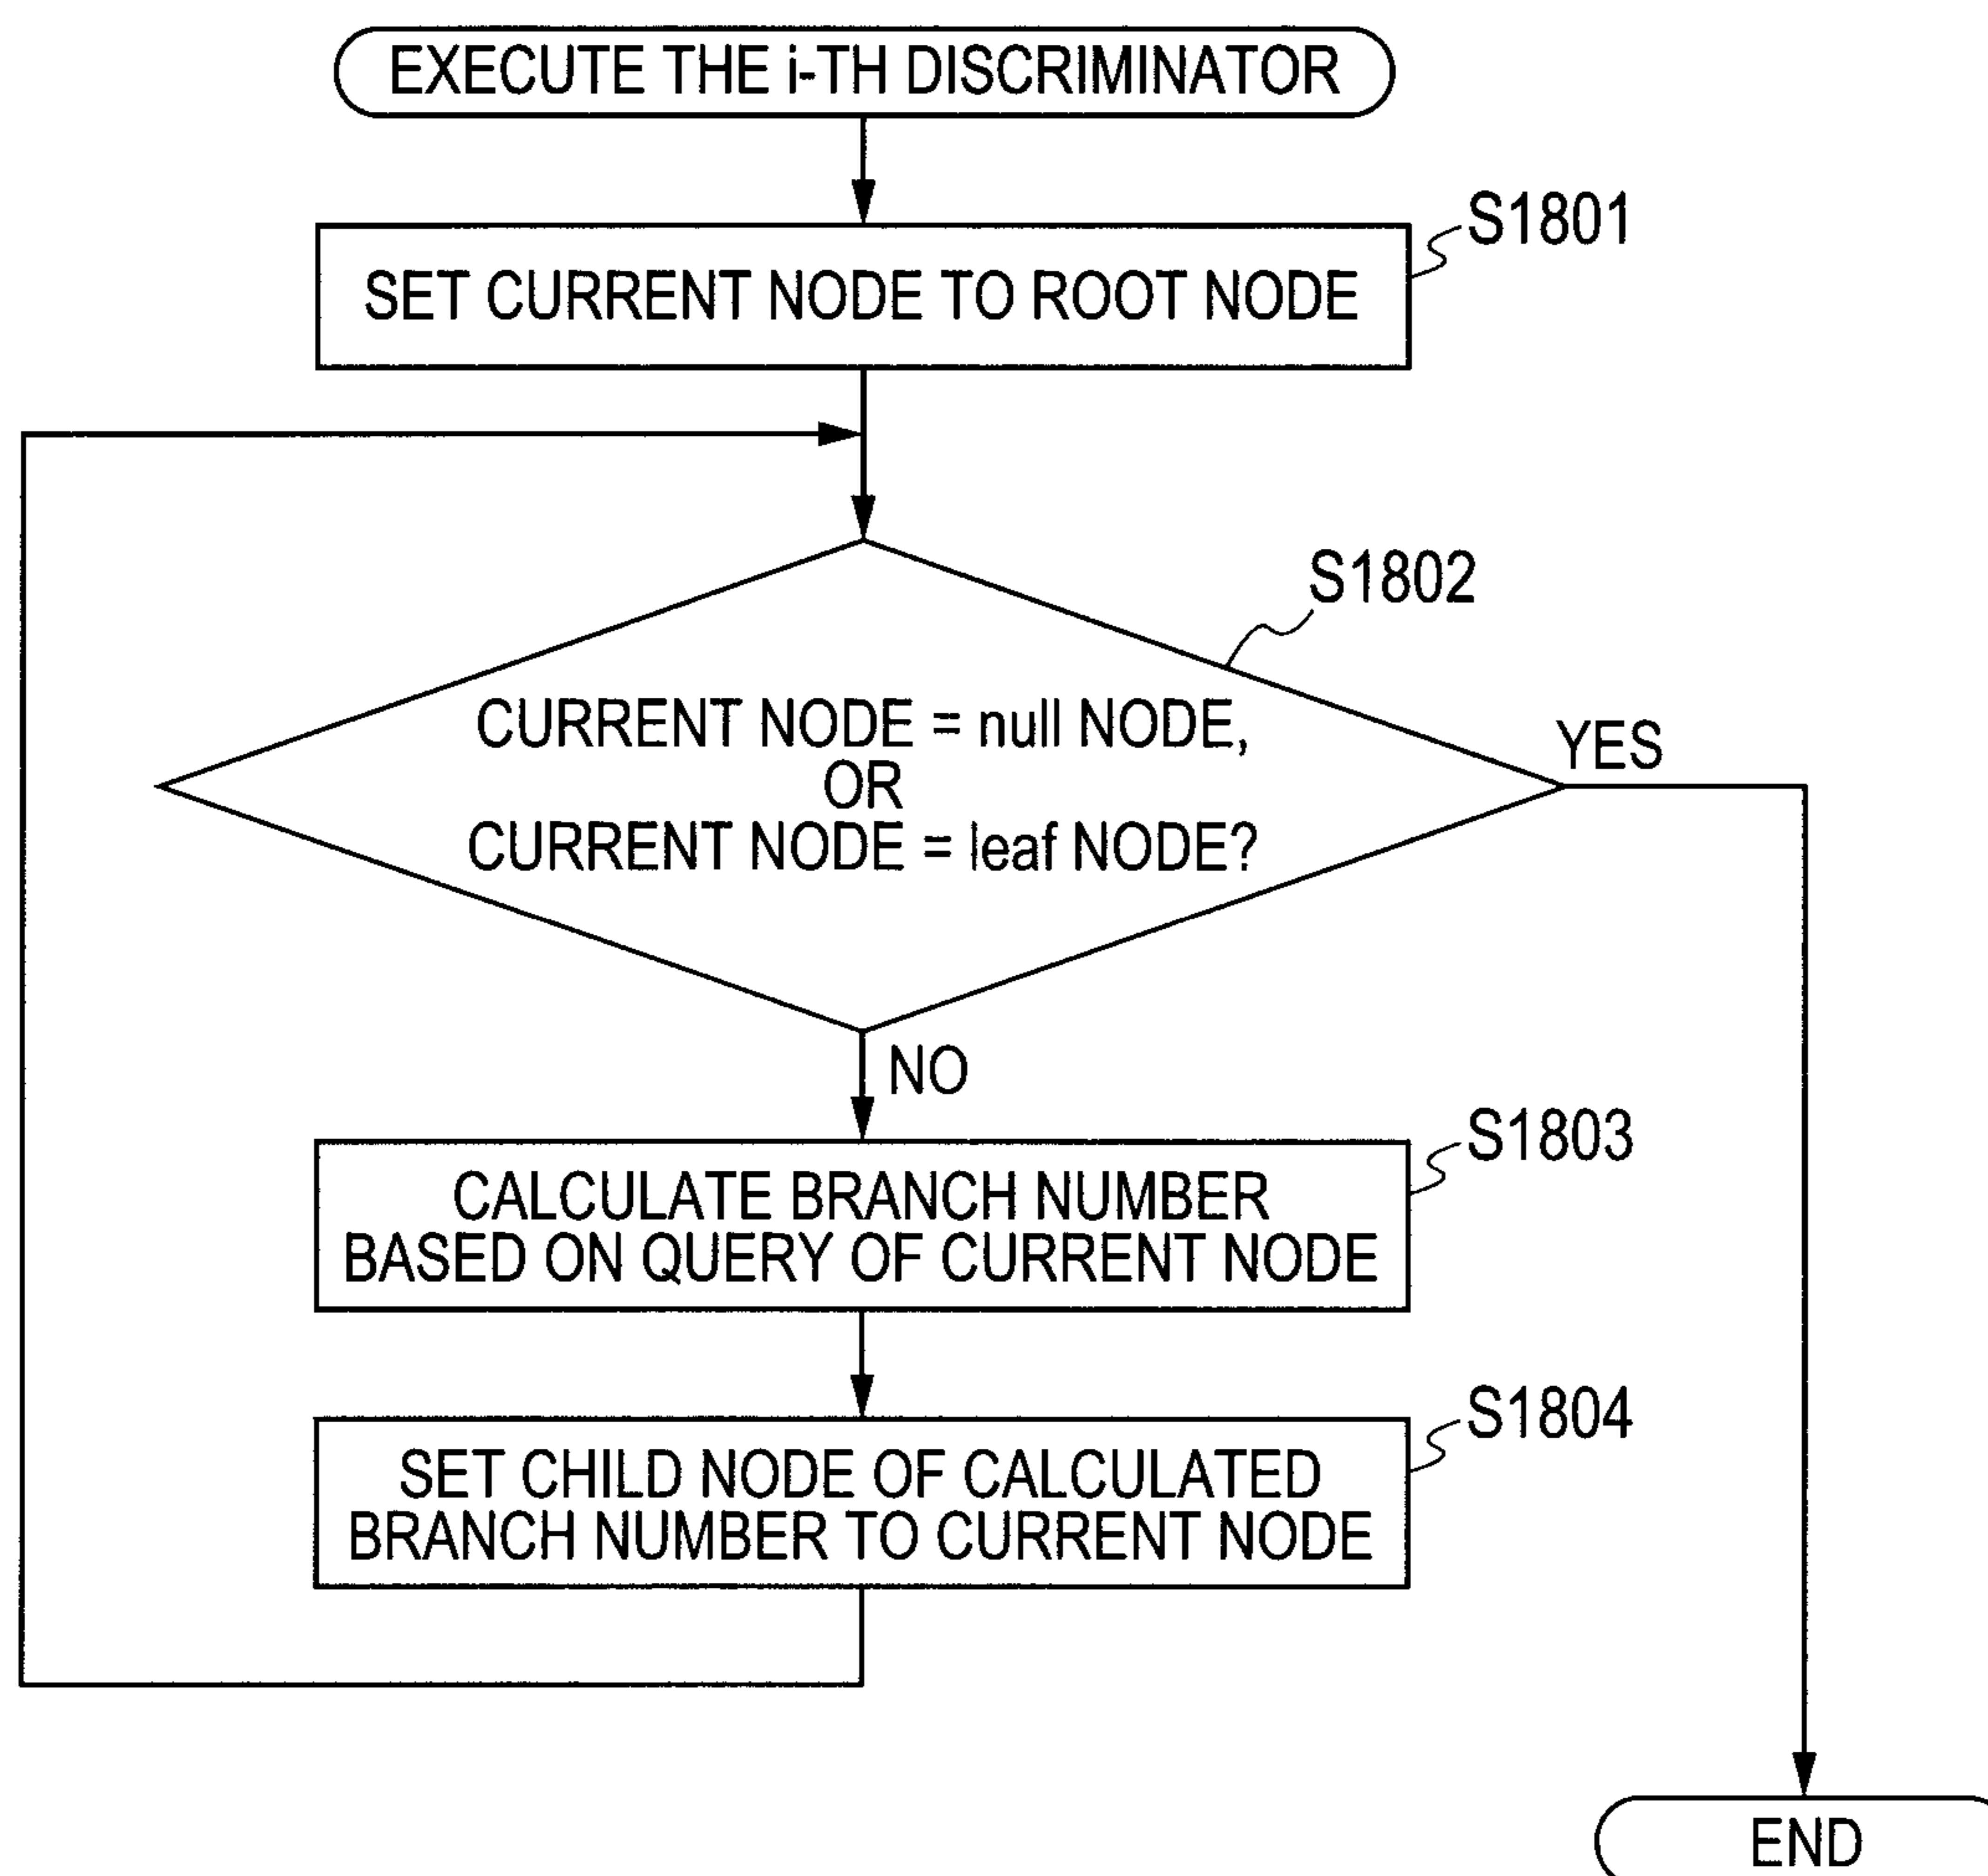 EXECUTE THE i-TH DISCRIMINATOR
S1801
SET CURRENT NODE TO ROOT NODE
S1802
CURRENT NODE = null NODE,
OR
CURRENT NODE = leaf NODE?
YES
NO
S1803
CALCULATE BRANCH NUMBER
BASED ON QUERY OF CURRENT NODE
S1804
SET CHILD NODE OF CALCULATED
BRANCH NUMBER TO CURRENT NODE
END